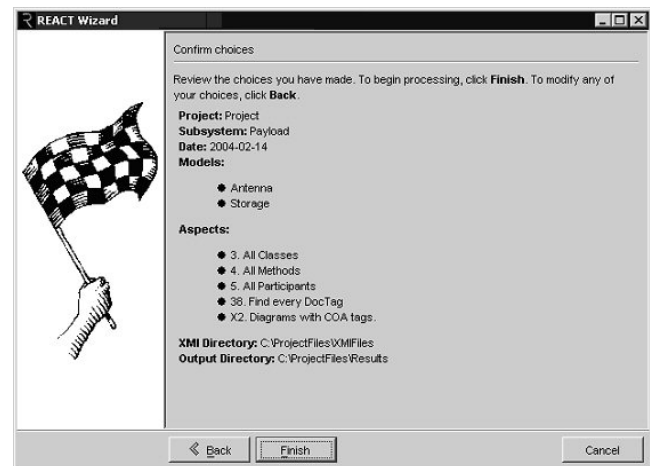 REACT Wizard
Confirm choices
Review the choices you have made. To begin processing, click Finish. To modify any of
your choices, click Back.
Project: Project
Subsystem: Payload
Date: 2004-02-14
Models:
Antenna
Storage
Aspects:
3. All Classes
4. All Methods
5. All Participants
38. Find every DocTag
X2. Diagrams with COA tags.
XMI Directory: C:\ProjectFiles\XMIFiles
Output Directory: C:\ProjectFiles\Results
Back Finish Cancel